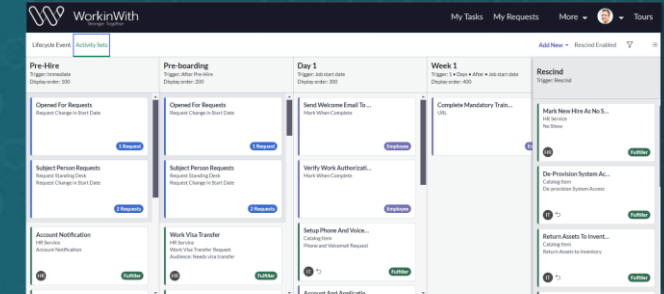 WorkinWith
Stronger Together
My Tasks My Requests More Tours
Lifecycle Event Activity Sets
Add New Rescind Enabled
Pre-Hire
Trigger: Immediate
Display order: 100
Opened For Requests
Request Change in Start Date
1 Request
Subject Person Requests
Request Standing Desk
Request Change in Start Date
2 Requests
Account Notification
HR Service
Account Notification
HR
Fulfiller
Pre-boarding
Trigger: After Pre-Hire
Display order: 200
Opened For Requests
Request Change in Start Date
1 Request
Subject Person Requests
Request Standing Desk
Request Change in Start Date
2 Requests
Work Visa Transfer
HR Service
Work Visa Transfer Request
Audience: Needs visa transfer
HR
Fulfiller
Day 1
Trigger: Job start date
Display order: 300
Send Welcome Email To ...
Mark When Complete
Employee
Verify Work Authorizati...
Mark When Complete
Employee
Setup Phone And Voice...
Catalog Item
Phone and Voicemail Request
IT
Fulfiller
Account And Applicatio...
Week 1
Trigger: 1 • Days • After • Job start date
Display order: 400
Complete Mandatory Train...
URL
Rescind
Trigger: Rescind
Mark New Hire As No S...
HR Service
No Show
HR
Fulfiller
De-Provision System Ac...
Catalog Item
De-provision System Access
IT
Fulfiller
Return Assets To Invent...
Catalog Item
Return Assets to Inventory
IT
Fulfiller